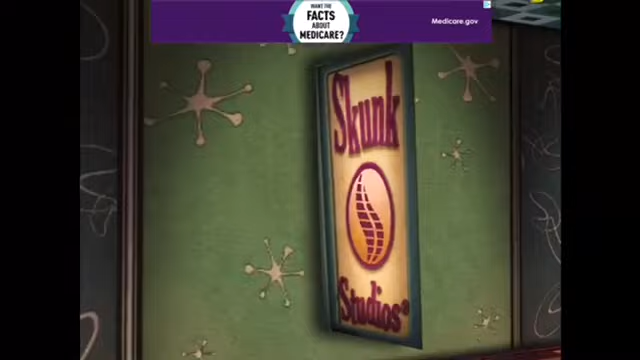 WANT THE
FACTS
ABOUT
MEDICARE?
Medicare.gov
Skunk
Studios®